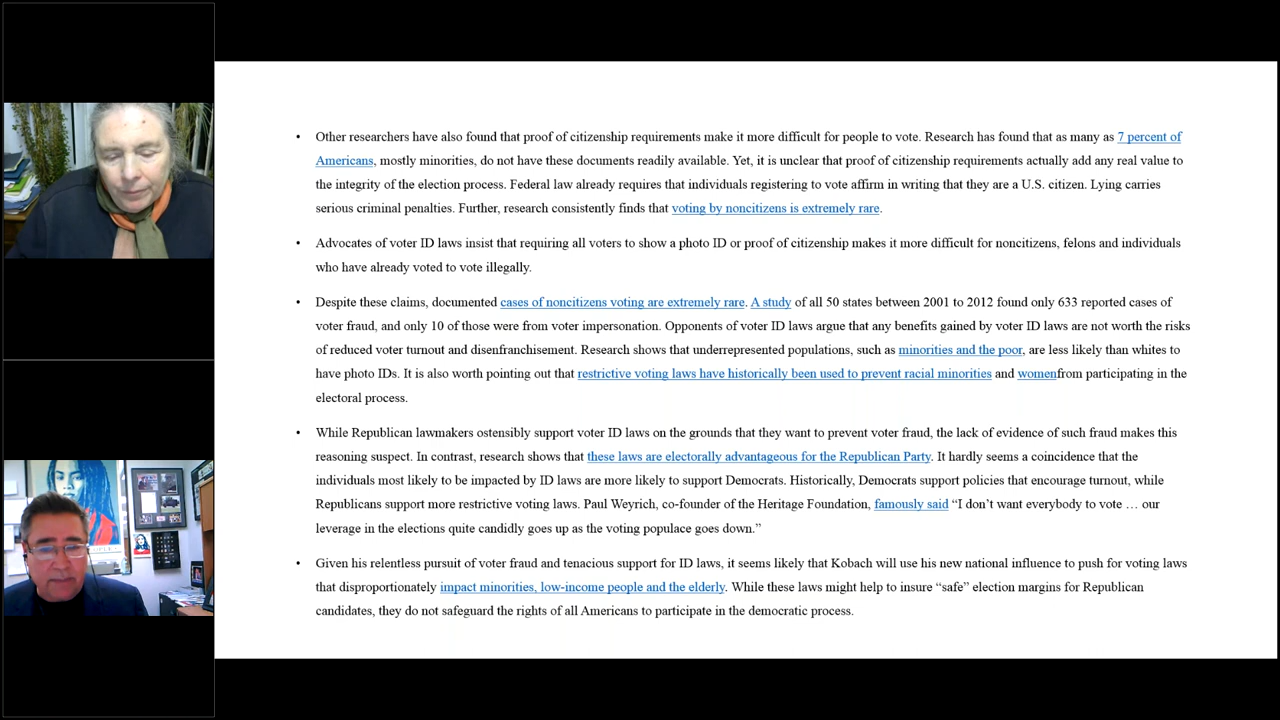 • Other researchers have also found that proof of citizenship requirements make it more difficult for people to vote. Research has found that as many as 7 percent of
Americans, mostly minorities, do not have these documents readily available. Yet, it is unclear that proof of citizenship requirements actually add any real value to
the integrity of the election process. Federal law already requires that individuals registering to vote affirm in writing that they are a U.S. citizen. Lying carries
serious criminal penalties. Further, research consistently finds that voting by noncitizens is extremely rare.
• Advocates of voter ID laws insist that requiring all voters to show a photo ID or proof of citizenship makes it more difficult for noncitizens, felons and individuals
who have already voted to vote illegally.
• Despite these claims, documented cases of noncitizens voting are extremely rare. A study of all 50 states between 2001 to 2012 found only 633 reported cases of
voter fraud, and only 10 of those were from voter impersonation. Opponents of voter ID laws argue that any benefits gained by voter ID laws are not worth the risks
of reduced voter turnout and disenfranchisement. Research shows that underrepresented populations, such as minorities and the poor, are less likely than whites to
have photo IDs. It is also worth pointing out that restrictive voting laws have historically been used to prevent racial minorities and womenfrom participating in the
electoral process.
• While Republican lawmakers ostensibly support voter ID laws on the grounds that they want to prevent voter fraud, the lack of evidence of such fraud makes this
reasoning suspect. In contrast, research shows that these laws are electorally advantageous for the Republican Party. It hardly seems a coincidence that the
individuals most likely to be impacted by ID laws are more likely to support Democrats. Historically, Democrats support policies that encourage turnout, while
Republicans support more restrictive voting laws. Paul Weyrich, co-founder of the Heritage Foundation, famously said “I don’t want everybody to vote … our
leverage in the elections quite candidly goes up as the voting populace goes down.”
• Given his relentless pursuit of voter fraud and tenacious support for ID laws, it seems likely that Kobach will use his new national influence to push for voting laws
that disproportionately impact minorities, low-income people and the elderly. While these laws might help to insure “safe” election margins for Republican
candidates, they do not safeguard the rights of all Americans to participate in the democratic process.